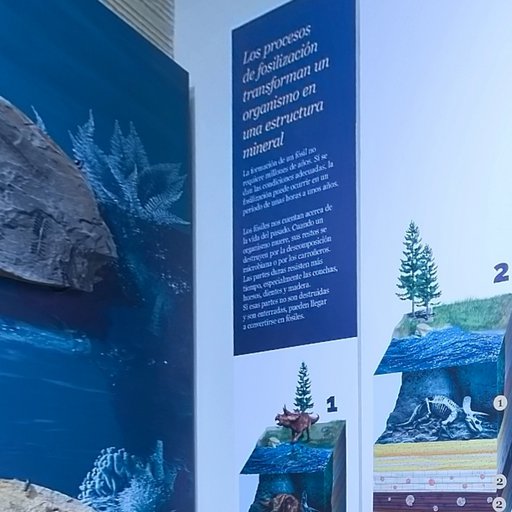 Los procesos
de fosilización
transforman un
organismo en
una estructura
mineral
La formación de un fósil no
requiere millones de años. Si se
dan las condiciones adecuadas, la
fosilización puede ocurrir en un
período de unas horas a unos años.
Los fósiles nos cuentan acerca de
la vida del pasado. Cuando un
organismo muere, sus restos se
destruyen por la descomposición
microbiana o por los carroñeros.
Las partes duras resisten más
tiempo, especialmente las conchas,
huesos, dientes y madera.
Si esas partes no son destruidas
y son enterradas, pueden llegar
a convertirse en fósiles.
1
2
1
2
2